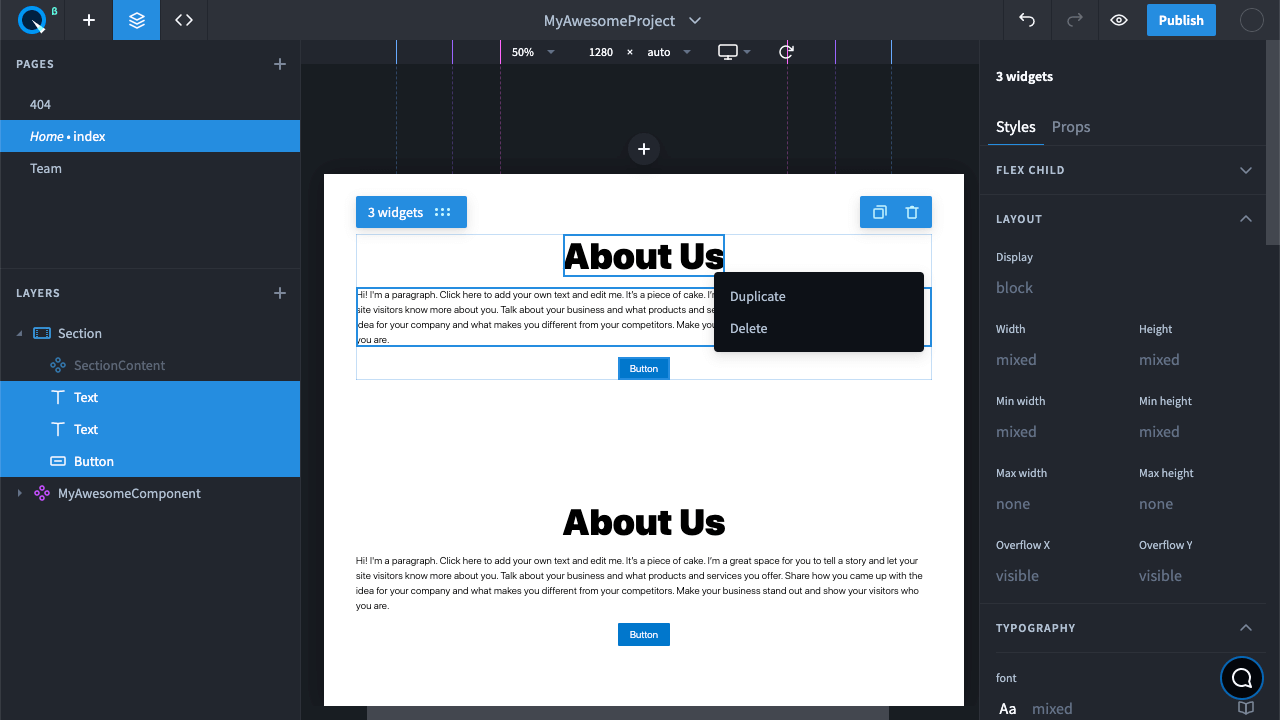 β
MyAwesomeProject
Publish
PAGES
404
Home • index
Team
LAYERS
Section
SectionContent
Text
Text
Button
MyAwesomeComponent
50%
1280 × auto
3 widgets
About Us
Hi! I'm a paragraph. Click here to add your own text and edit me. It's a piece of cake. I'
site visitors know more about you. Talk about your business and what products and
idea for your company and what makes you different from your competitors. Make you
you are.
Duplicate
Delete
Button
About Us
Hi! I'm a paragraph. Click here to add your own text and edit me. It's a piece of cake. I'm a great space for you to tell a story and let your
site visitors know more about you. Talk about your business and what products and services you offer. Share how you came up with the
idea for your company and what makes you different from your competitors. Make your business stand out and show your visitors who
you are.
Button
3 widgets
Styles Props
FLEX CHILD
LAYOUT
Display
block
Width Height
mixed mixed
Min width Min height
mixed mixed
Max width Max height
none none
Overflow X Overflow Y
visible visible
TYPOGRAPHY
font
Aa mixed